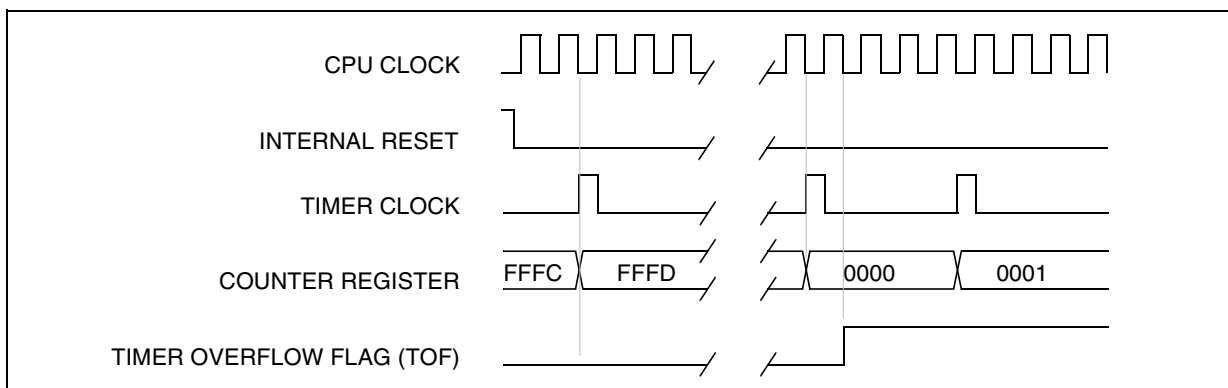 CPU CLOCK
INTERNAL RESET
TIMER CLOCK
COUNTER REGISTER FFFC FFFD 0000 0001
TIMER OVERFLOW FLAG (TOF)